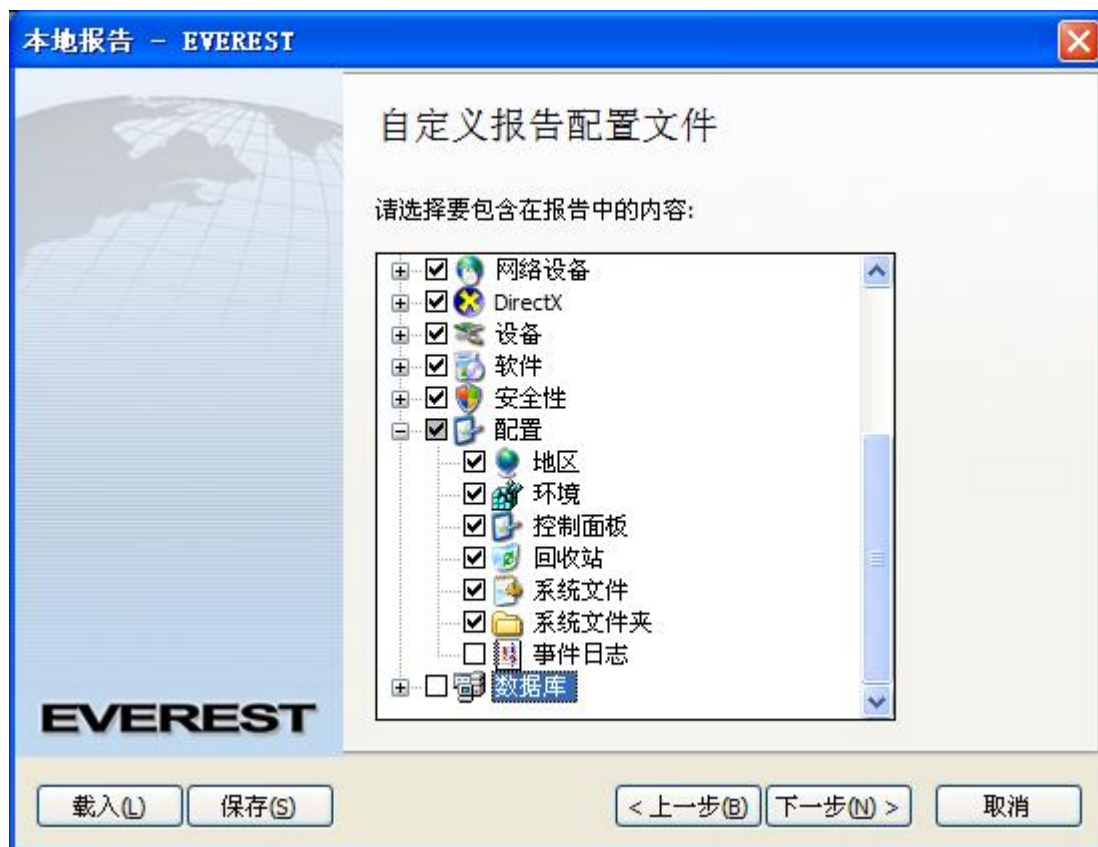 本地报告 - EVEREST
自定义报告配置文件
请选择要包含在报告中的内容:
网络设备
DirectX
设备
软件
安全性
配置
地区
环境
控制面板
回收站
系统文件
系统文件夹
事件日志
数据库
EVEREST
载入(L) 保存(S) < 上一步(B) 下一步(N) > 取消